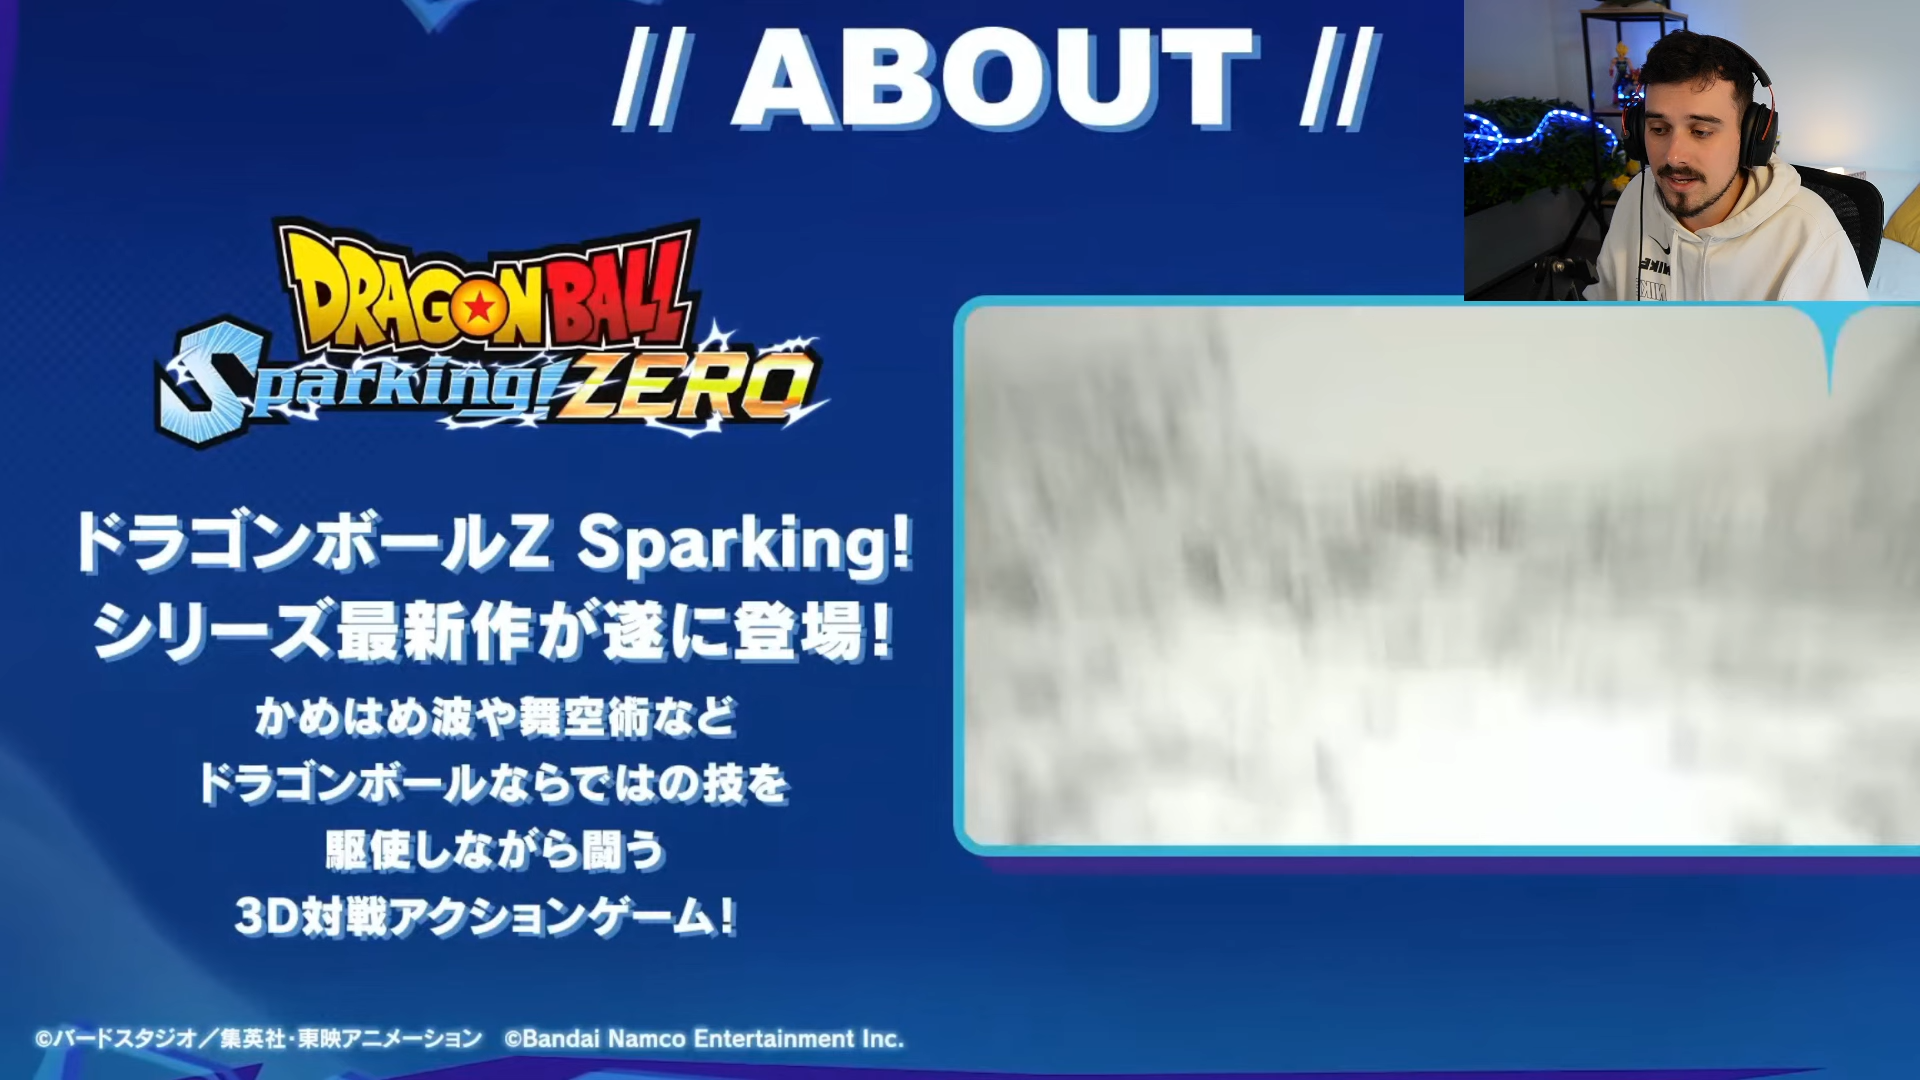 // ABOUT //
DRAGON BALL
Sparking! ZERO
ドラゴンボールZ Sparking!
シリーズ最新作が遂に登場!
かめはめ波や舞空術など
ドラゴンボールならではの技を
駆使しながら闘う
3D対戦アクションゲーム!
©バードスタジオ／集英社・東映アニメーション ©Bandai Namco Entertainment Inc.